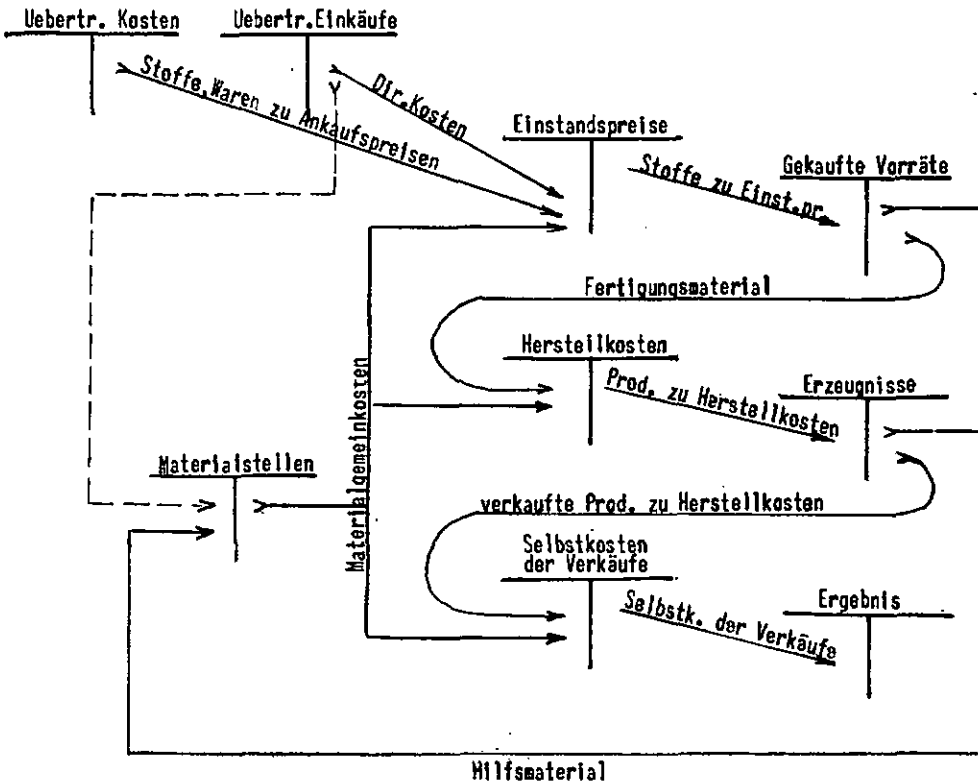 Uebertr. Kosten
Uebertr.Einkäufe
Stoffe,Waren zu Ankaufspreisen
Dir.Kosten
Einstandspreise
Stoffe zu Einst.pr.
Gekaufte Vorräte
Fertigungsmaterial
Herstellkosten
Prod. zu Herstellkosten
Erzeugnisse
Materialgemeinkosten
Materialstellen
verkaufte Prod. zu Herstellkosten
Selbstkosten
der Verkäufe
Selbstk. der Verkäufe
Ergebnis
Hilfsmaterial